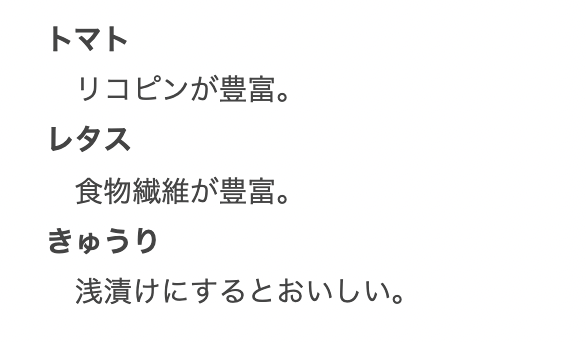 トマト
リコピンが豊富。
レタス
食物繊維が豊富。
きゅうり
浅漬けにするとおいしい。